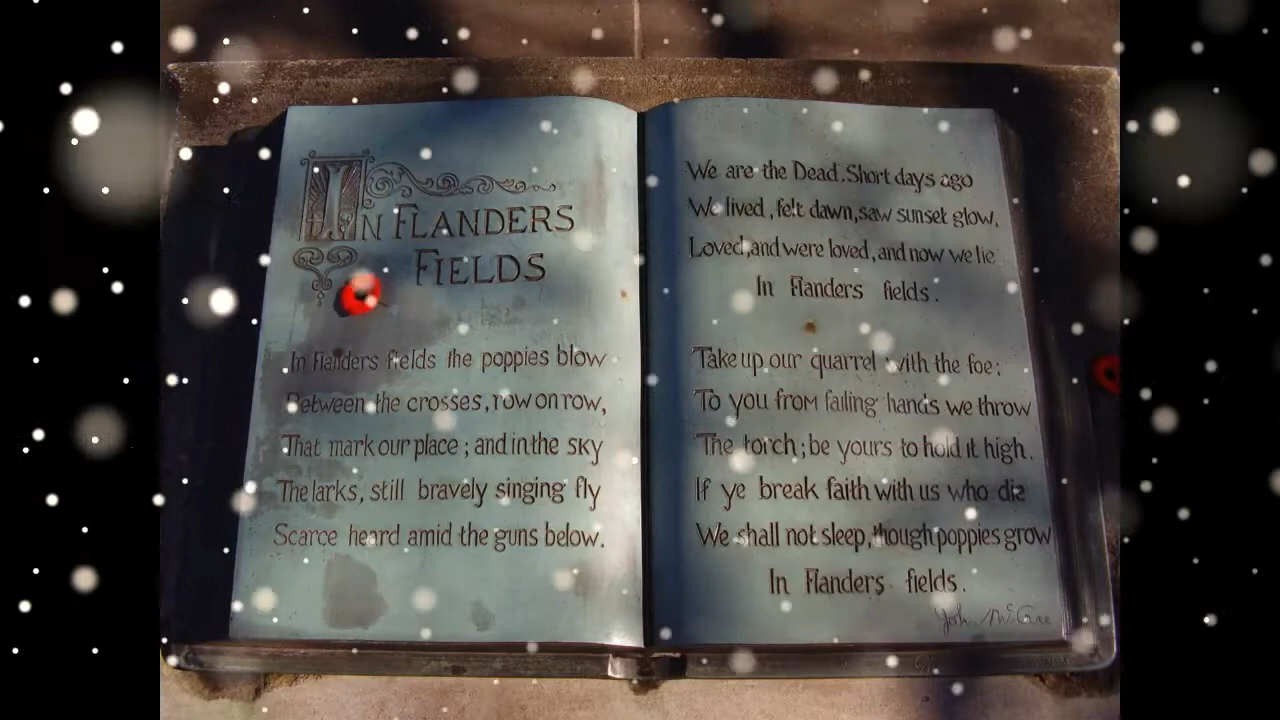 In Flanders
Fields
In Flanders fields the poppies blow
Between the crosses, row on row,
That mark our place; and in the sky
The larks, still bravely singing fly
Scarce heard amid the guns below.
We are the Dead. Short days ago
We lived, felt dawn, saw sunset glow,
Loved, and were loved, and now we lie
In Flanders fields.
Take up our quarrel with the foe:
To you from failing hands we throw
The torch; be yours to hold it high.
If ye break faith with us who die
We shall not sleep, though poppies grow
In Flanders fields.
John McCrae